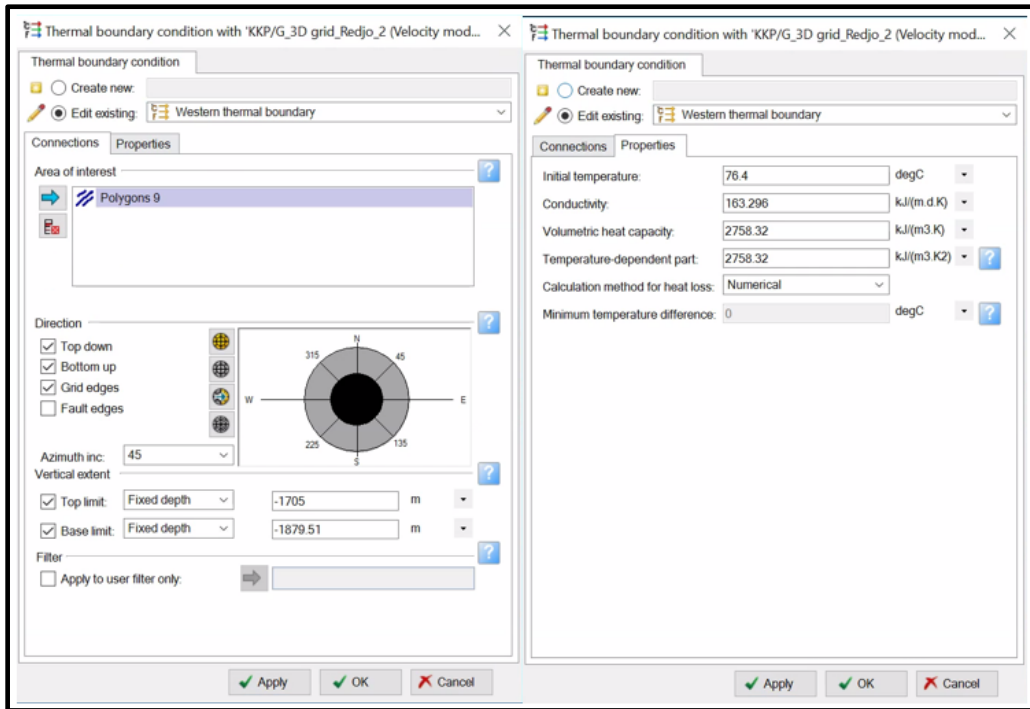 Thermal boundary condition with 'KKP/G_3D grid_Redjo_2 (Velocity mod...
Thermal boundary condition
Create new:
Edit existing: Western thermal boundary
Connections Properties
Area of interest
Polygons 9
Direction
Top down
Bottom up
Grid edges
Fault edges
N
45
E
135
S
225
W
315
Azimuth inc: 45
Vertical extent
Top limit: Fixed depth -1705 m
Base limit: Fixed depth -1879.51 m
Filter
Apply to user filter only:
Apply OK Cancel
Thermal boundary condition with 'KKP/G_3D grid_Redjo_2 (Velocity mod...
Thermal boundary condition
Create new:
Edit existing: Western thermal boundary
Connections Properties
Initial temperature: 76.4 degC
Conductivity: 163.296 kJ/(m.d.K)
Volumetric heat capacity: 2758.32 kJ/(m3.K)
Temperature-dependent part: 2758.32 kJ/(m3.K2) ?
Calculation method for heat loss: Numerical
Minimum temperature difference: 0 degC ?
Apply OK Cancel